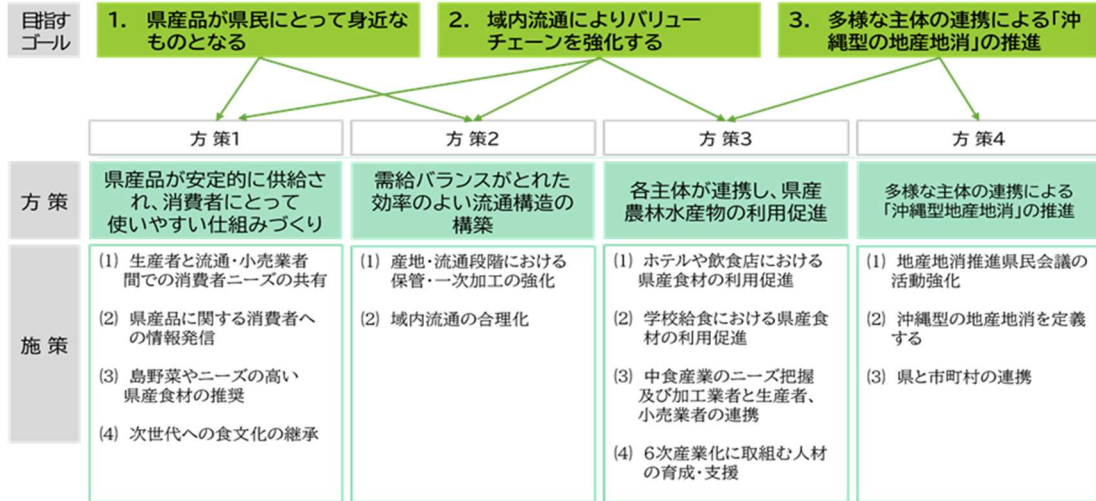 目指す
ゴール
1. 県産品が県民にとって身近な
ものとなる
2. 域内流通によりバリュー
チェーンを強化する
3. 多様な主体の連携による「沖
縄型の地産地消」の推進
方 策1
方 策2
方 策3
方 策4
方 策
県産品が安定的に供給さ
れ、消費者にとって
使いやすい仕組みづくり
需給バランスがとれた
効率のよい流通構造の
構築
各主体が連携し、県産
農林水産物の利用促進
多様な主体の連携による
「沖縄型地産地消」の推進
施 策
⑴ 生産者と流通・小売業者
間での消費者ニーズの共有
⑵ 県産品に関する消費者へ
の情報発信
⑶ 島野菜やニーズの高い
県産食材の推奨
⑷ 次世代への食文化の継承
⑴ 産地・流通段階における
保管・一次加工の強化
⑵ 域内流通の合理化
⑴ ホテルや飲食店における
県産食材の利用促進
⑵ 学校給食における県産食
材の利用促進
⑶ 中食産業のニーズ把握
及び加工業者と生産者、
小売業者の連携
⑷ 6次産業化に取組む人材
の育成・支援
⑴ 地産地消推進県民会議の
活動強化
⑵ 沖縄型の地産地消を定義
する
⑶ 県と市町村の連携